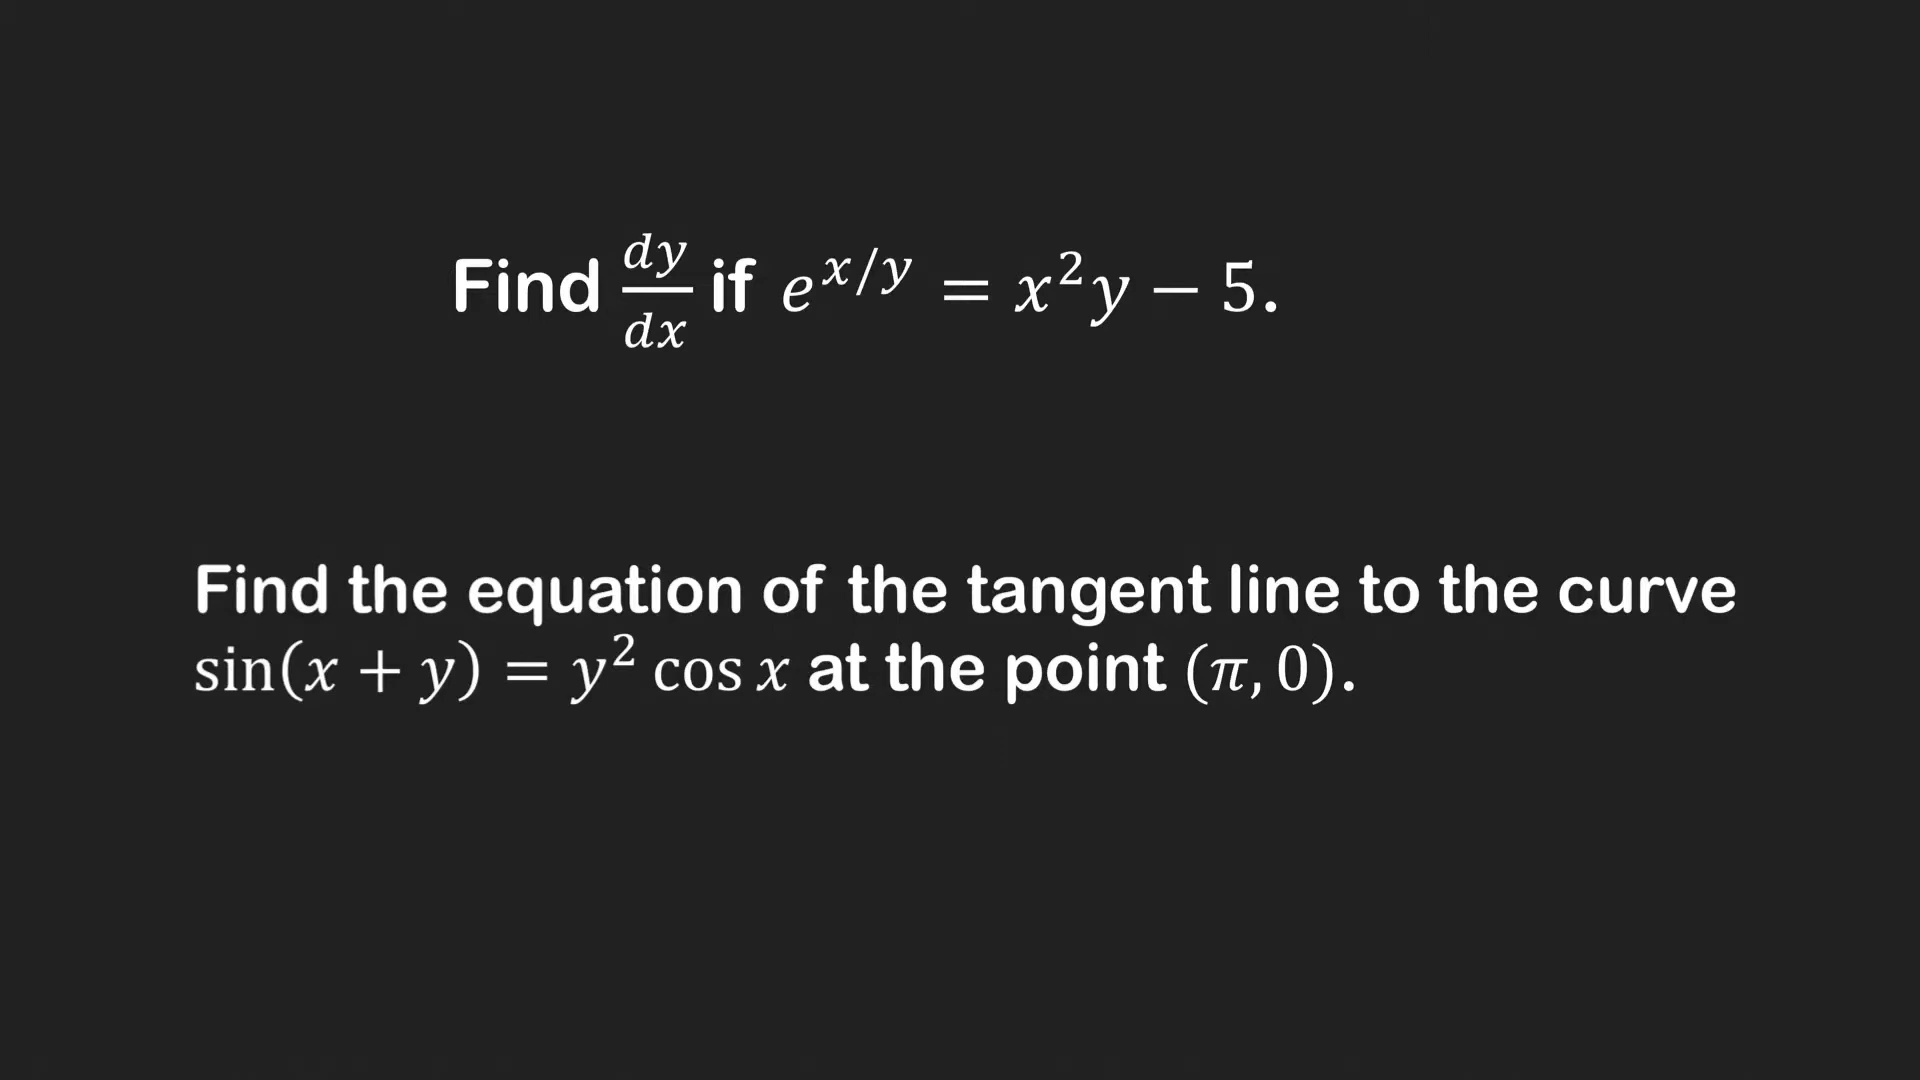 Find dy/dx if e^{x/y} = x²y − 5.
Find the equation of the tangent line to the curve
sin(x + y) = y² cos x at the point (π, 0).